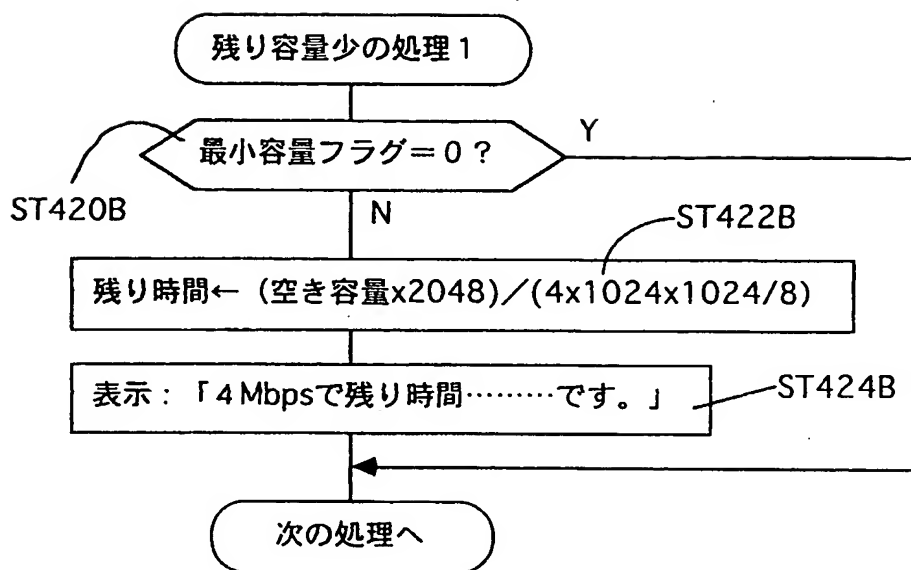 残り容量少の処理1
最小容量フラグ=0?
Y
ST420B
N
ST422B
残り時間←(空き容量x2048)/(4x1024x1024/8)
表示:「4Mbpsで残り時間………です。」
ST424B
次の処理へ